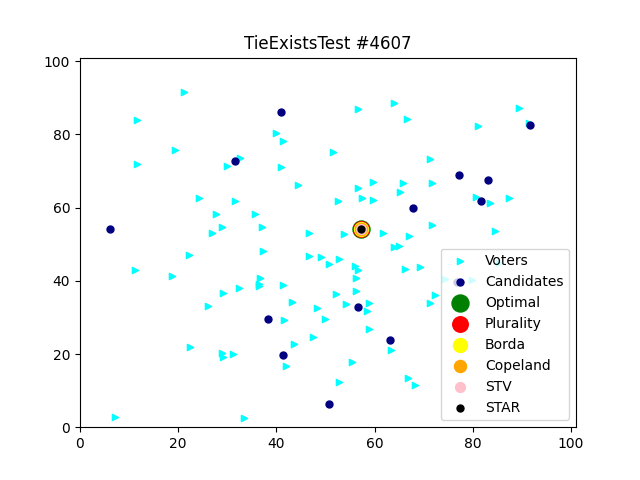 TieExistsTest #4607
100
80
60
40
20
0
0 20 40 60 80 100
Voters
Candidates
Optimal
Plurality
Borda
Copeland
STV
STAR